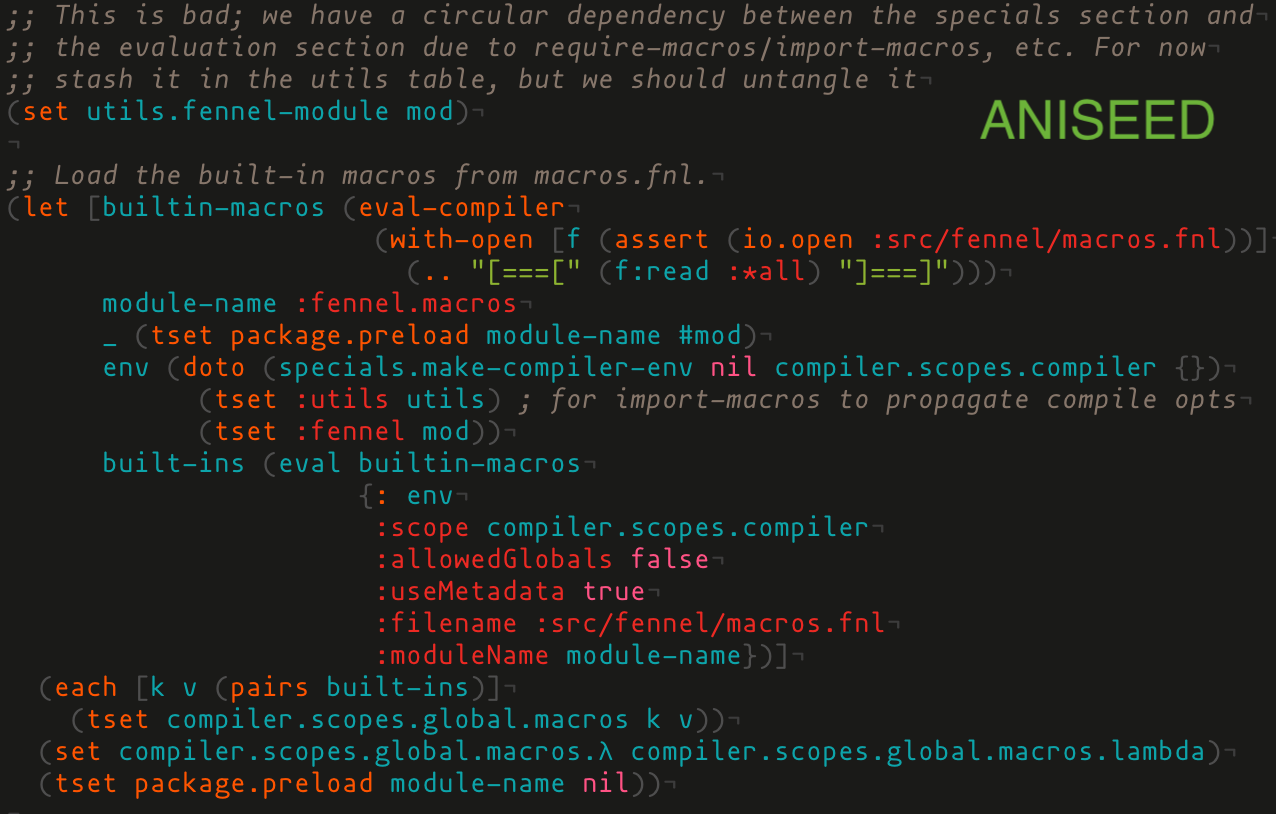 ;; This is bad; we have a circular dependency between the specials section and¬
;; the evaluation section due to require-macros/import-macros, etc. For now¬
;; stash it in the utils table, but we should untangle it¬
(set utils.fennel-module mod)¬
ANISEED
¬
;; Load the built-in macros from macros.fnl.¬
(let [builtin-macros (eval-compiler¬
                       (with-open [f (assert (io.open :src/fennel/macros.fnl))]¬
                         (.. "[===[" (f:read :*all) "]===]")))¬
      module-name :fennel.macros¬
      _ (tset package.preload module-name #mod)¬
      env (doto (specials.make-compiler-env nil compiler.scopes.compiler {})¬
            (tset :utils utils) ; for import-macros to propagate compile opts¬
            (tset :fennel mod))¬
      built-ins (eval builtin-macros¬
                      {: env¬
                       :scope compiler.scopes.compiler¬
                       :allowedGlobals false¬
                       :useMetadata true¬
                       :filename :src/fennel/macros.fnl¬
                       :moduleName module-name})]¬
  (each [k v (pairs built-ins)]¬
    (tset compiler.scopes.global.macros k v))¬
  (set compiler.scopes.global.macros.λ compiler.scopes.global.macros.lambda)¬
  (tset package.preload module-name nil))¬